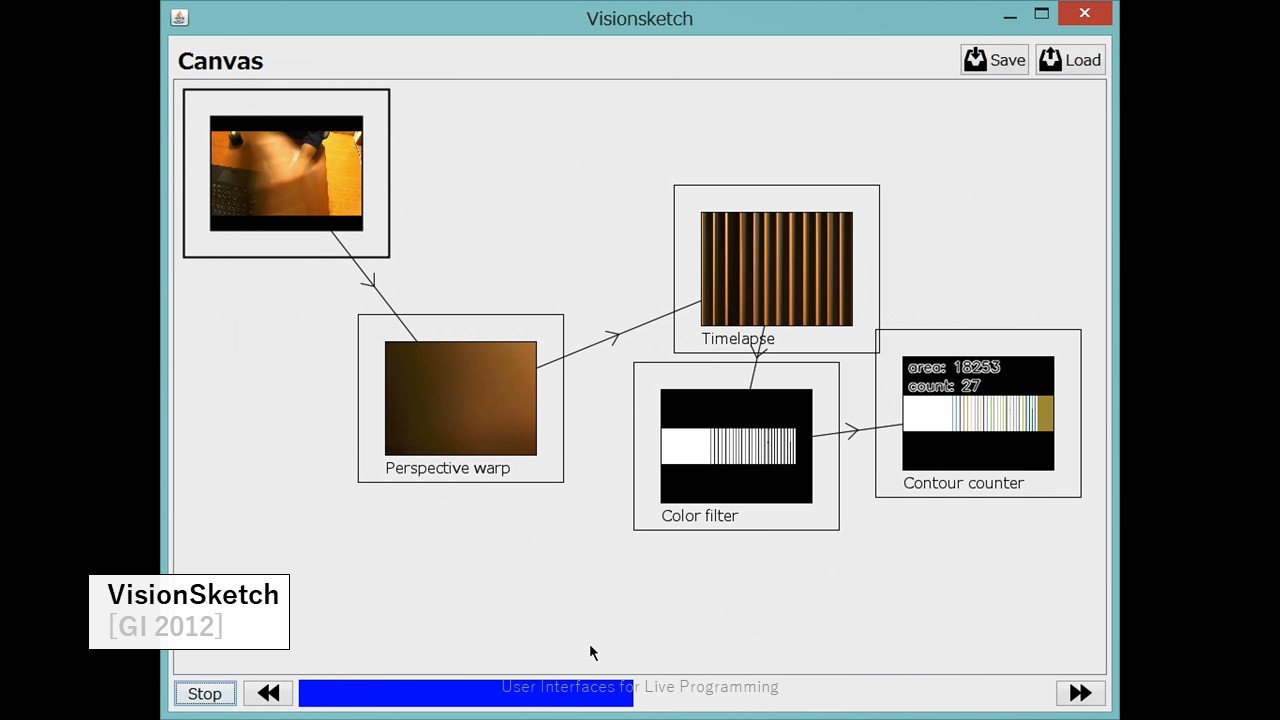 Visionsketch
Canvas
Save
Load
Timelapse
area: 18253
count: 27
Perspective warp
Contour counter
Color filter
VisionSketch
[GI 2012]
Stop
User Interfaces for Live Programming